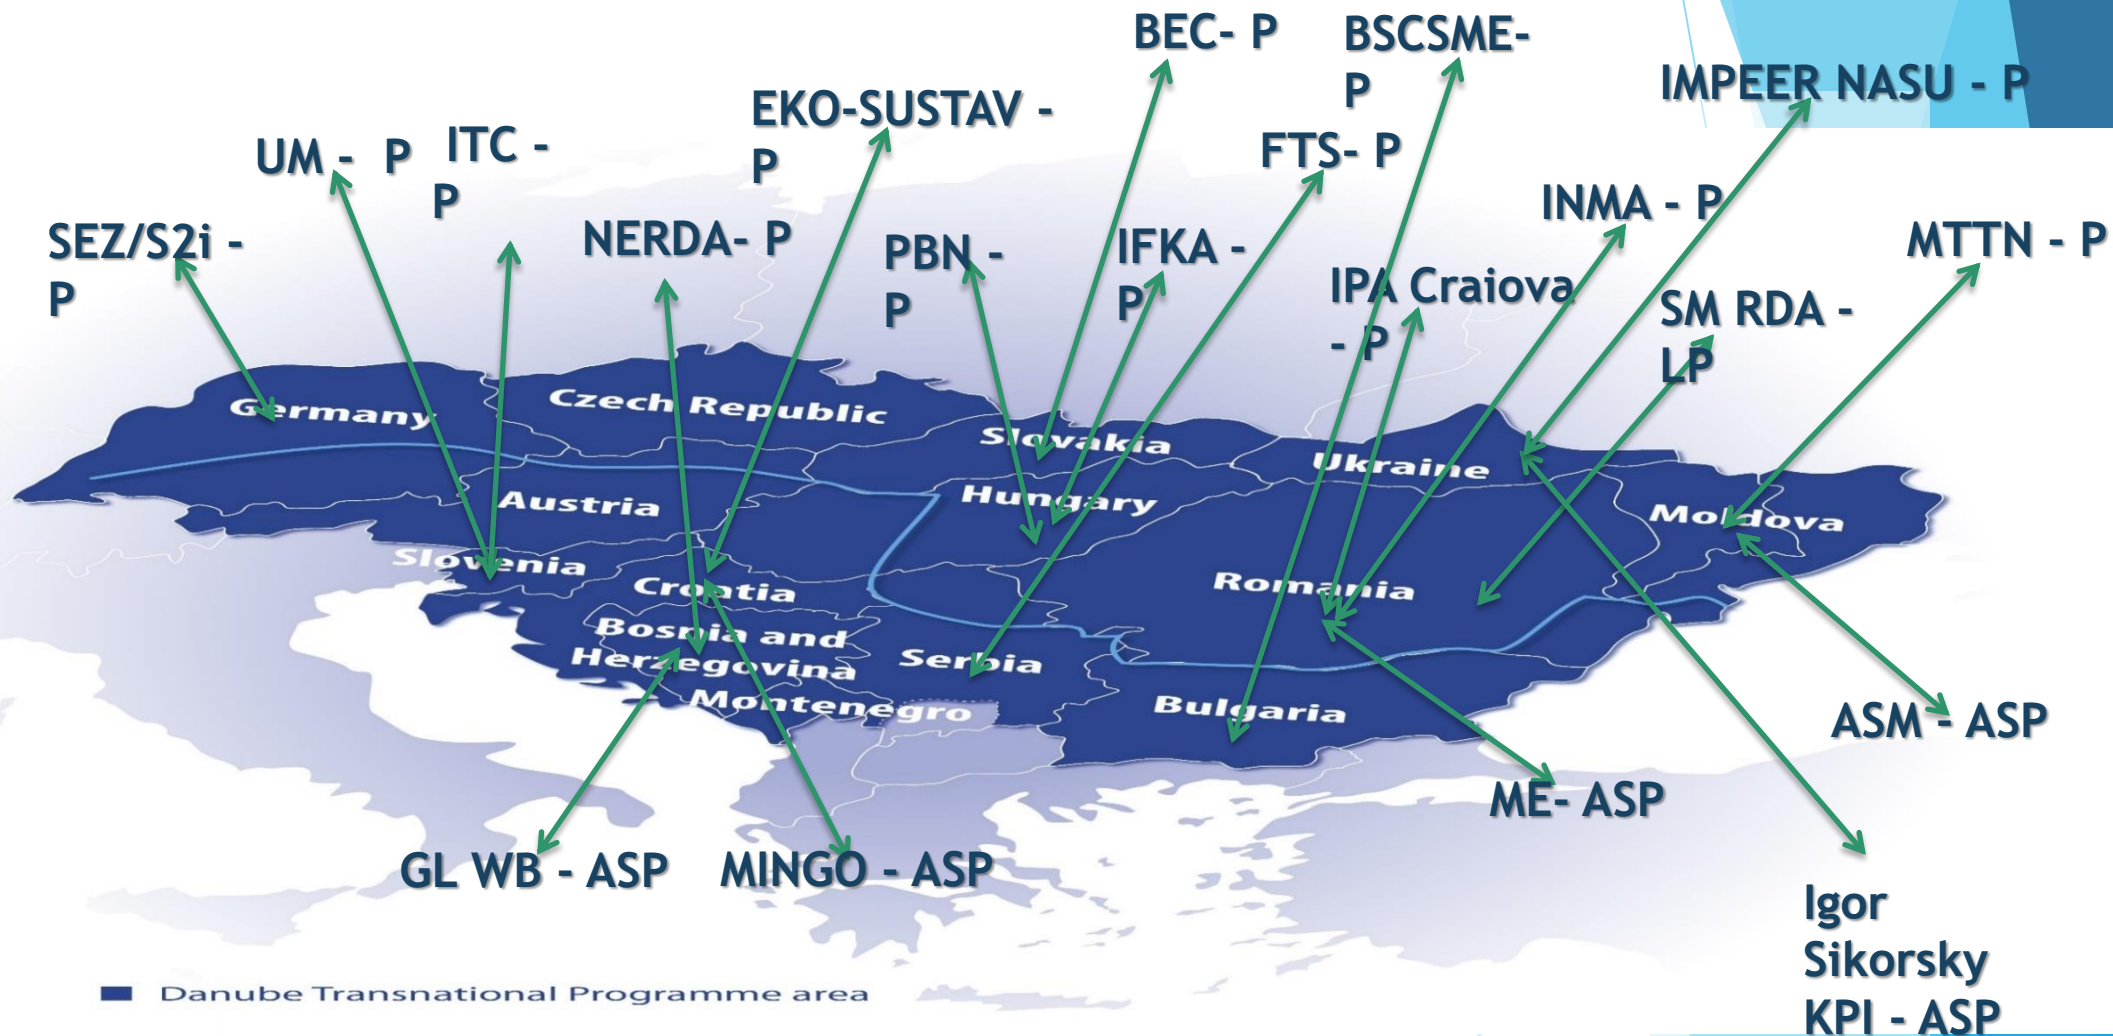 BEC- P
BSCSME-
P
IMPEER NASU - P
EKO-SUSTAV -
P
UM - P
ITC -
P
FTS- P
INMA - P
SEZ/S2i -
P
NERDA- P
PBN -
P
IFKA -
P
MTTN - P
IPA Craiova
- P
SM RDA -
LP
Germany
Czech Republic
Slovakia
Ukraine
Austria
Hungary
Moldova
Slovenia
Croatia
Romania
Bosnia and
Herzegovina
Serbia
Montenegro
Bulgaria
ASM - ASP
ME- ASP
GL WB - ASP
MINGO - ASP
Igor
Sikorsky
KPI - ASP
Danube Transnational Programme area